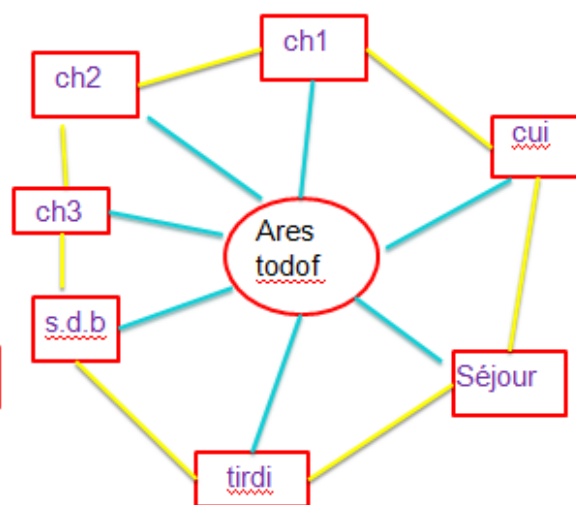 ch1
ch2
cui
ch3
Ares
todof
s.d.b
Séjour
tirdi